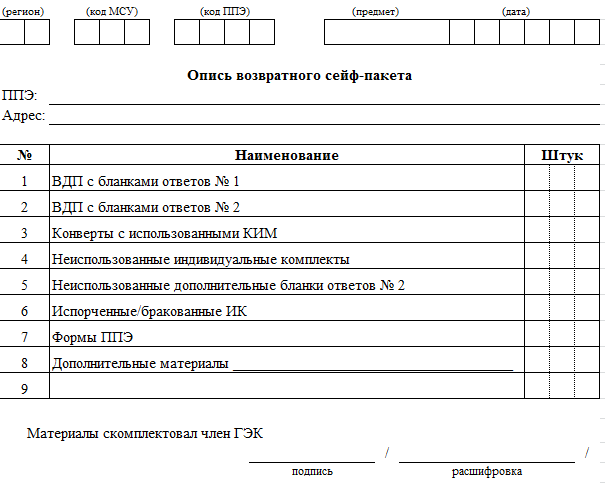 (регион) (код МСУ) (код ППЭ) (предмет) (дата)
Опись возвратного сейф-пакета
ППЭ:
Адрес:
№ Наименование Штук
1 ВДП с бланками ответов № 1
2 ВДП с бланками ответов № 2
3 Конверты с использованными КИМ
4 Неиспользованные индивидуальные комплекты
5 Неиспользованные дополнительные бланки ответов № 2
6 Испорченные/бракованные ИК
7 Формы ППЭ
8 Дополнительные материалы ________________________________________
9
Материалы скомплектовал член ГЭК
/ /
подпись расшифровка